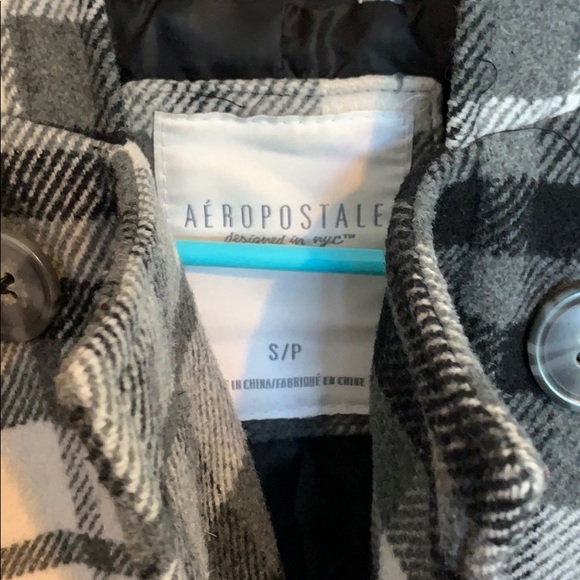 AÉROPOSTALE
designed in nyc™
S/P
IN CHINA/FABRIQUÉ EN CHINE